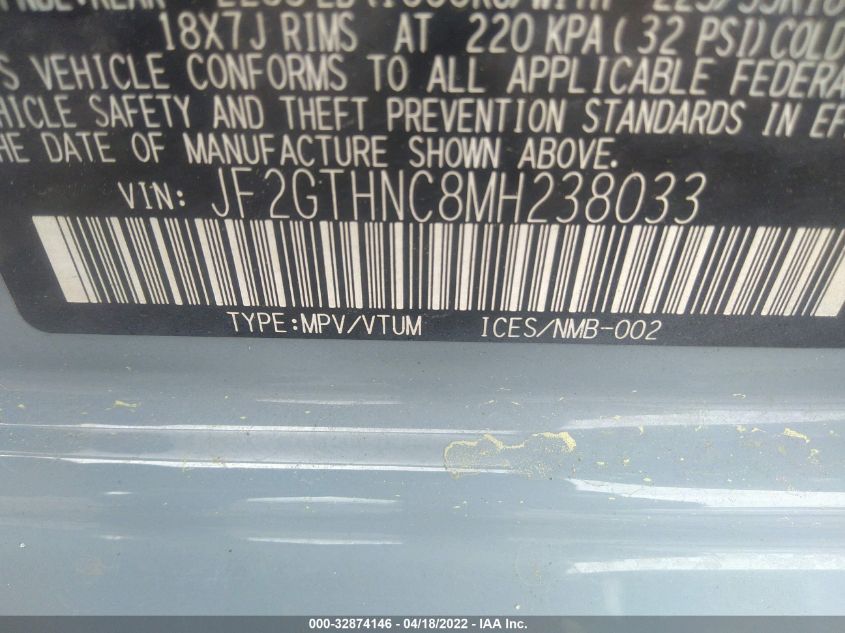 18X7J RIMS AT 220 KPA(32 PSI)COLD
S VEHICLE CONFORMS TO ALL APPLICABLE FEDERA
HICLE SAFETY AND THEFT PREVENTION STANDARDS IN EF
HE DATE OF MANUFACTURE SHOWN ABOVE.
VIN: JF2GTHNC8MH238033
TYPE:MPV/VTUM ICES/NMB-002
000-32874146 - 04/18/2022 - IAA Inc.